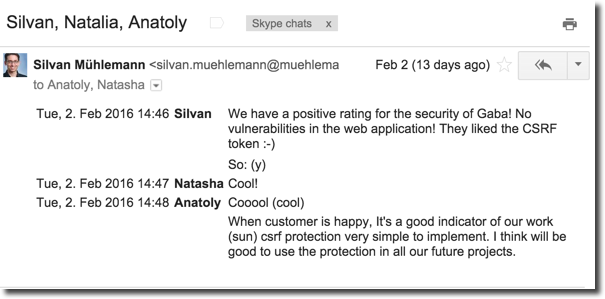 Silvan, Natalia, Anatoly
Skype chats x
Silvan Mühlemann <silvan.muehlemann@muehlema
Feb 2 (13 days ago)
to Anatoly, Natasha
Tue, 2. Feb 2016 14:46 Silvan We have a positive rating for the security of Gaba! No
vulnerabilities in the web application! They liked the CSRF
token :-)
So: (y)
Tue, 2. Feb 2016 14:47 Natasha Cool!
Tue, 2. Feb 2016 14:48 Anatoly Cooool (cool)
When customer is happy, It's a good indicator of our work
(sun) csrf protection very simple to implement. I think will be
good to use the protection in all our future projects.